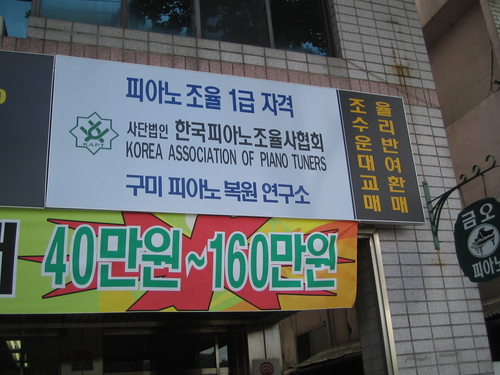 피아노 조율 1급 자격
사단법인 한국피아노조율사협회
KOREA ASSOCIATION OF PIANO TUNERS
구미 피아노 복원 연구소
조율
수리
운반
대여
교환
매매
40만원~160만원
금오
피아노